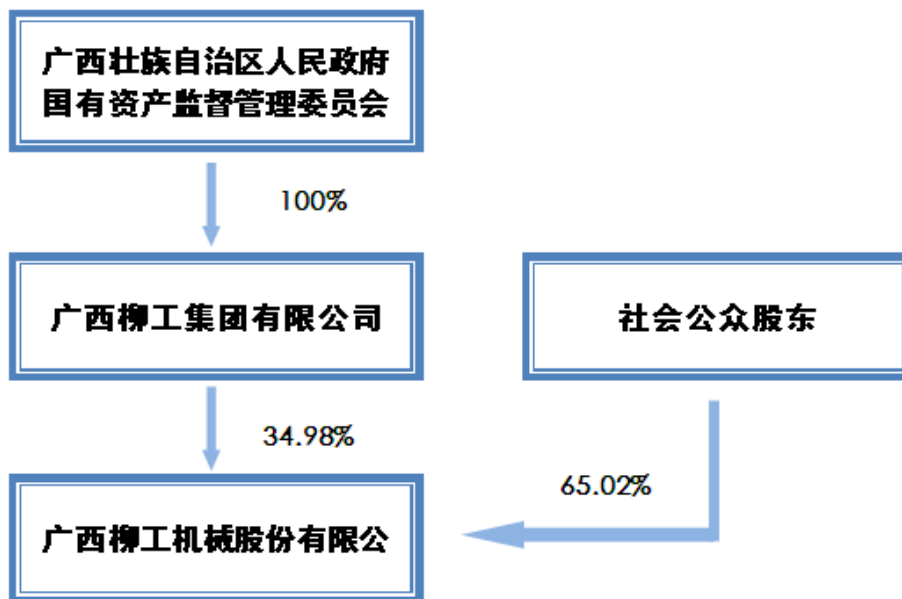 广西壮族自治区人民政府
国有资产监督管理委员会
100%
广西柳工集团有限公司
社会公众股东
34.98%
65.02%
广西柳工机械股份有限公